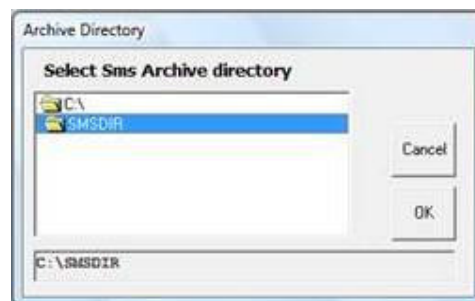 Archive Directory
Select Sms Archive directory
C:\
SMSDIR
Cancel
OK
C:\SMSDIR